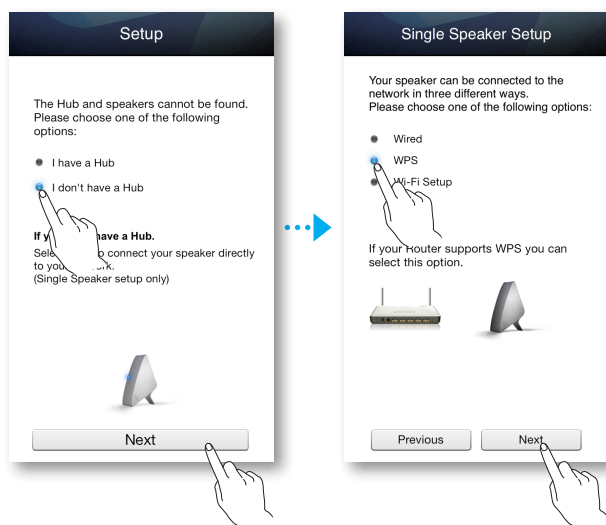 Setup
The Hub and speakers cannot be found.
Please choose one of the following
options:
I have a Hub
I don't have a Hub
If have a Hub.
connect your speaker directly
to
(Single Speaker setup only)
Next
Single Speaker Setup
Your speaker can be connected to the
network in three different ways.
Please choose one of the following options:
Wired
WPS
Wi-Fi Setup
If your Router supports WPS you can
select this option.
Previous
Next